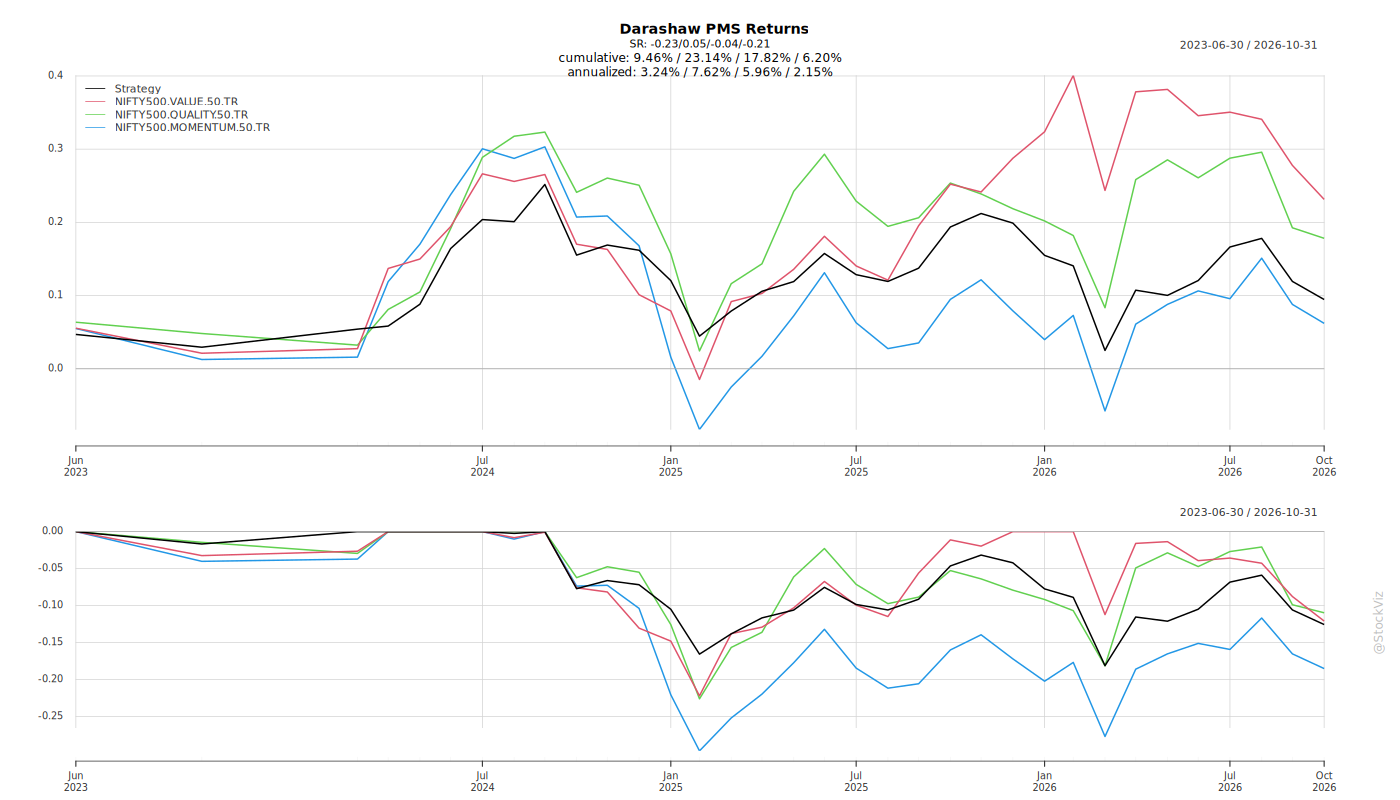 Darashaw PMS Returns
SR: -0.23/0.05/-0.04/-0.21
cumulative: 9.46% / 23.14% / 17.82% / 6.20%
annualized: 3.24% / 7.62% / 5.96% / 2.15%
2023-06-30 / 2026-10-31
Strategy
NIFTY500.VALUE.50.TR
NIFTY500.QUALITY.50.TR
NIFTY500.MOMENTUM.50.TR
0.4
0.3
0.2
0.1
0.0
Jun 2023
Jul 2024
Jan 2025
Jul 2025
Jan 2026
Jul 2026
Oct 2026
2023-06-30 / 2026-10-31
0.00
-0.05
-0.10
-0.15
-0.20
-0.25
Jun 2023
Jul 2024
Jan 2025
Jul 2025
Jan 2026
Jul 2026
Oct 2026
@StockViz